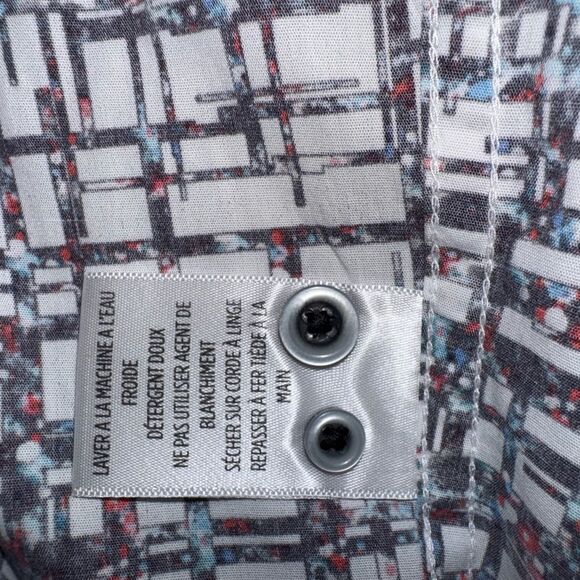 LAVER A LA MACHINE A L'EAU
FROIDE
DÉTERGENT DOUX
NE PAS UTILISER AGENT DE
BLANCHMENT
SÉCHER SUR CORDE À LINGE
REPASSER À FER TIÈDE À LA
MAIN